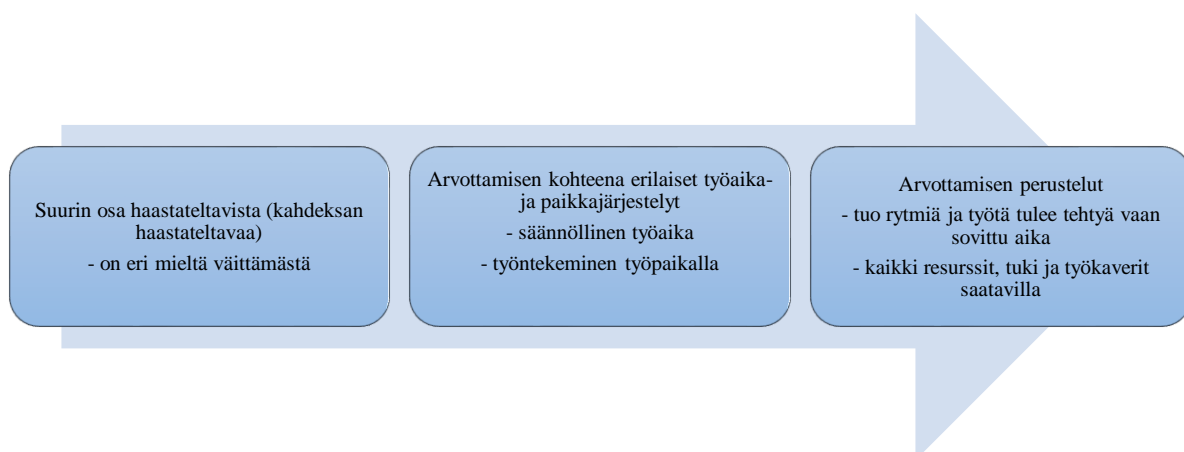 Suurin osa haastateltavista (kahdeksan
haastateltavaa)
- on eri mieltä väittämästä
Arvottamisen kohteena erilaiset työaika-
ja paikkajärjestelyt
- säännöllinen työaika
- työntekeminen työpaikalla
Arvottamisen perustelut
- tuo rytmiä ja työtä tulee tehtyä vaan
sovittu aika
- kaikki resurssit, tuki ja työkaverit
saatavilla